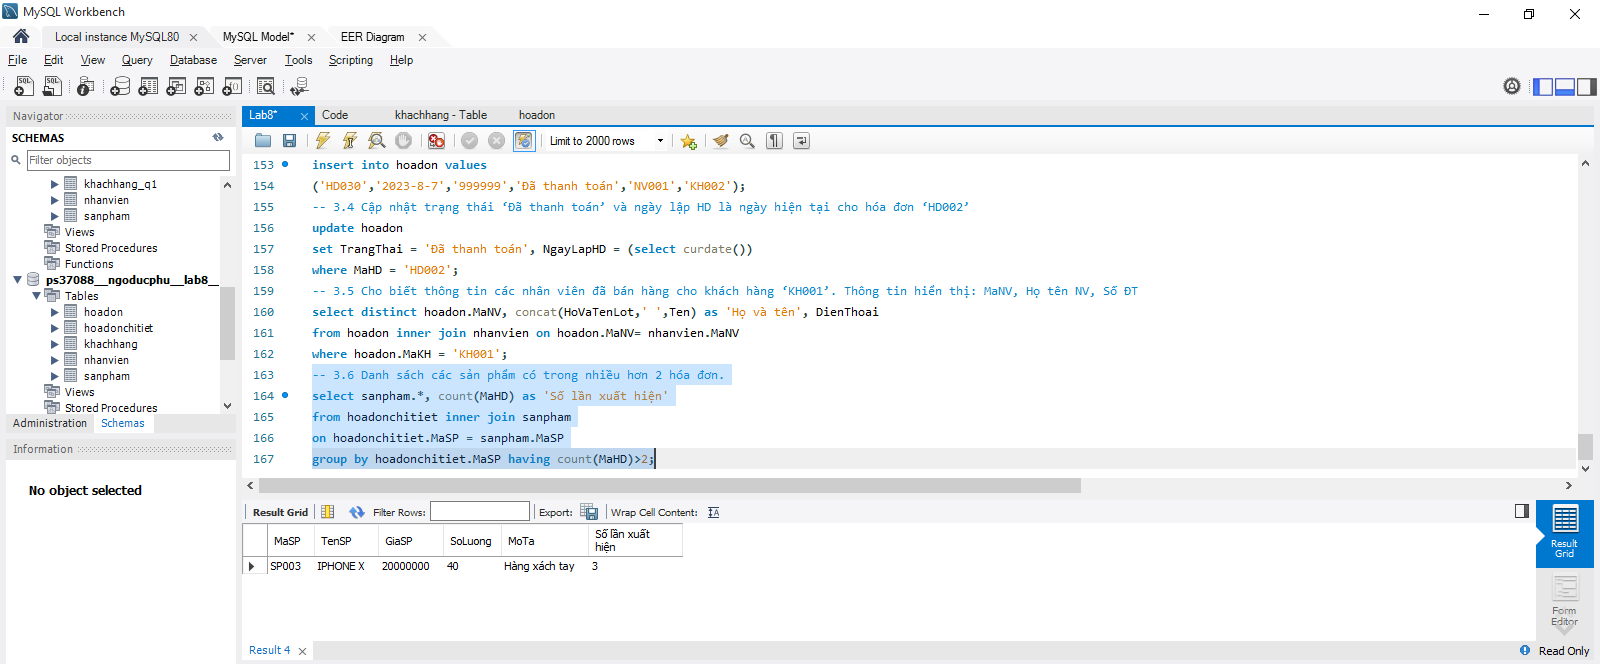 MySQL Workbench
Local instance MySQL80
MySQL Model*
EER Diagram
File Edit View Query Database Server Tools Scripting Help
Navigator
SCHEMAS
Filter objects
khachhang_q1
nhanvien
sanpham
Views
Stored Procedures
Functions
ps37088__ngoducphu__lab8__
Tables
hoadon
hoadonchitiet
khachhang
nhanvien
sanpham
Views
Stored Procedures
Administration Schemas
Information
No object selected
Lab8* Code khachhang - Table hoadon
Limit to 2000 rows
153 insert into hoadon values
154 ('HD030','2023-8-7','999999','Đã thanh toán','NV001','KH002');
155 -- 3.4 Cập nhật trạng thái ‘Đã thanh toán’ và ngày lập HD là ngày hiện tại cho hóa đơn ‘HD002’
156 update hoadon
157 set TrangThai = 'Đã thanh toán', NgayLapHD = (select curdate())
158 where MaHD = 'HD002';
159 -- 3.5 Cho biết thông tin các nhân viên đã bán hàng cho khách hàng ‘KH001’. Thông tin hiển thị: MaNV, Họ tên NV, Số ĐT
160 select distinct hoadon.MaNV, concat(HoVaTenLot,' ',Ten) as 'Họ và tên', DienThoai
161 from hoadon inner join nhanvien on hoadon.MaNV= nhanvien.MaNV
162 where hoadon.MaKH = 'KH001';
163 -- 3.6 Danh sách các sản phẩm có trong nhiều hơn 2 hóa đơn.
164 select sanpham.*, count(MaHD) as 'Số lần xuất hiện'
165 from hoadonchitiet inner join sanpham
166 on hoadonchitiet.MaSP = sanpham.MaSP
167 group by hoadonchitiet.MaSP having count(MaHD)>2;
Result Grid Filter Rows: Export: Wrap Cell Content:
MaSP TenSP GiaSP SoLuong MoTa Số lần xuất hiện
SP003 IPHONE X 20000000 40 Hàng xách tay 3
Result Grid
Form Editor
Result 4
Read Only